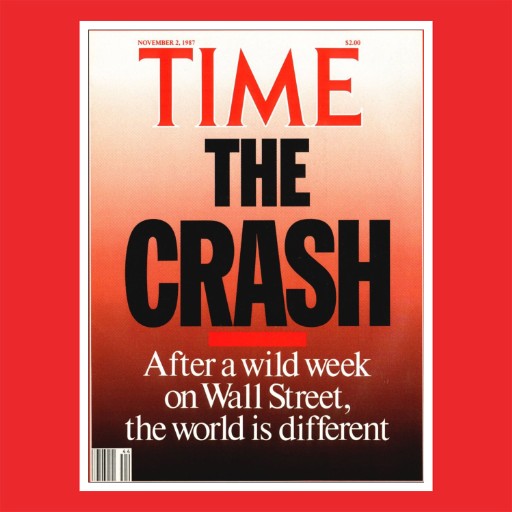 NOVEMBER 2, 1987 $2.00
TIME
THE
CRASH
After a wild week
on Wall Street,
the world is different